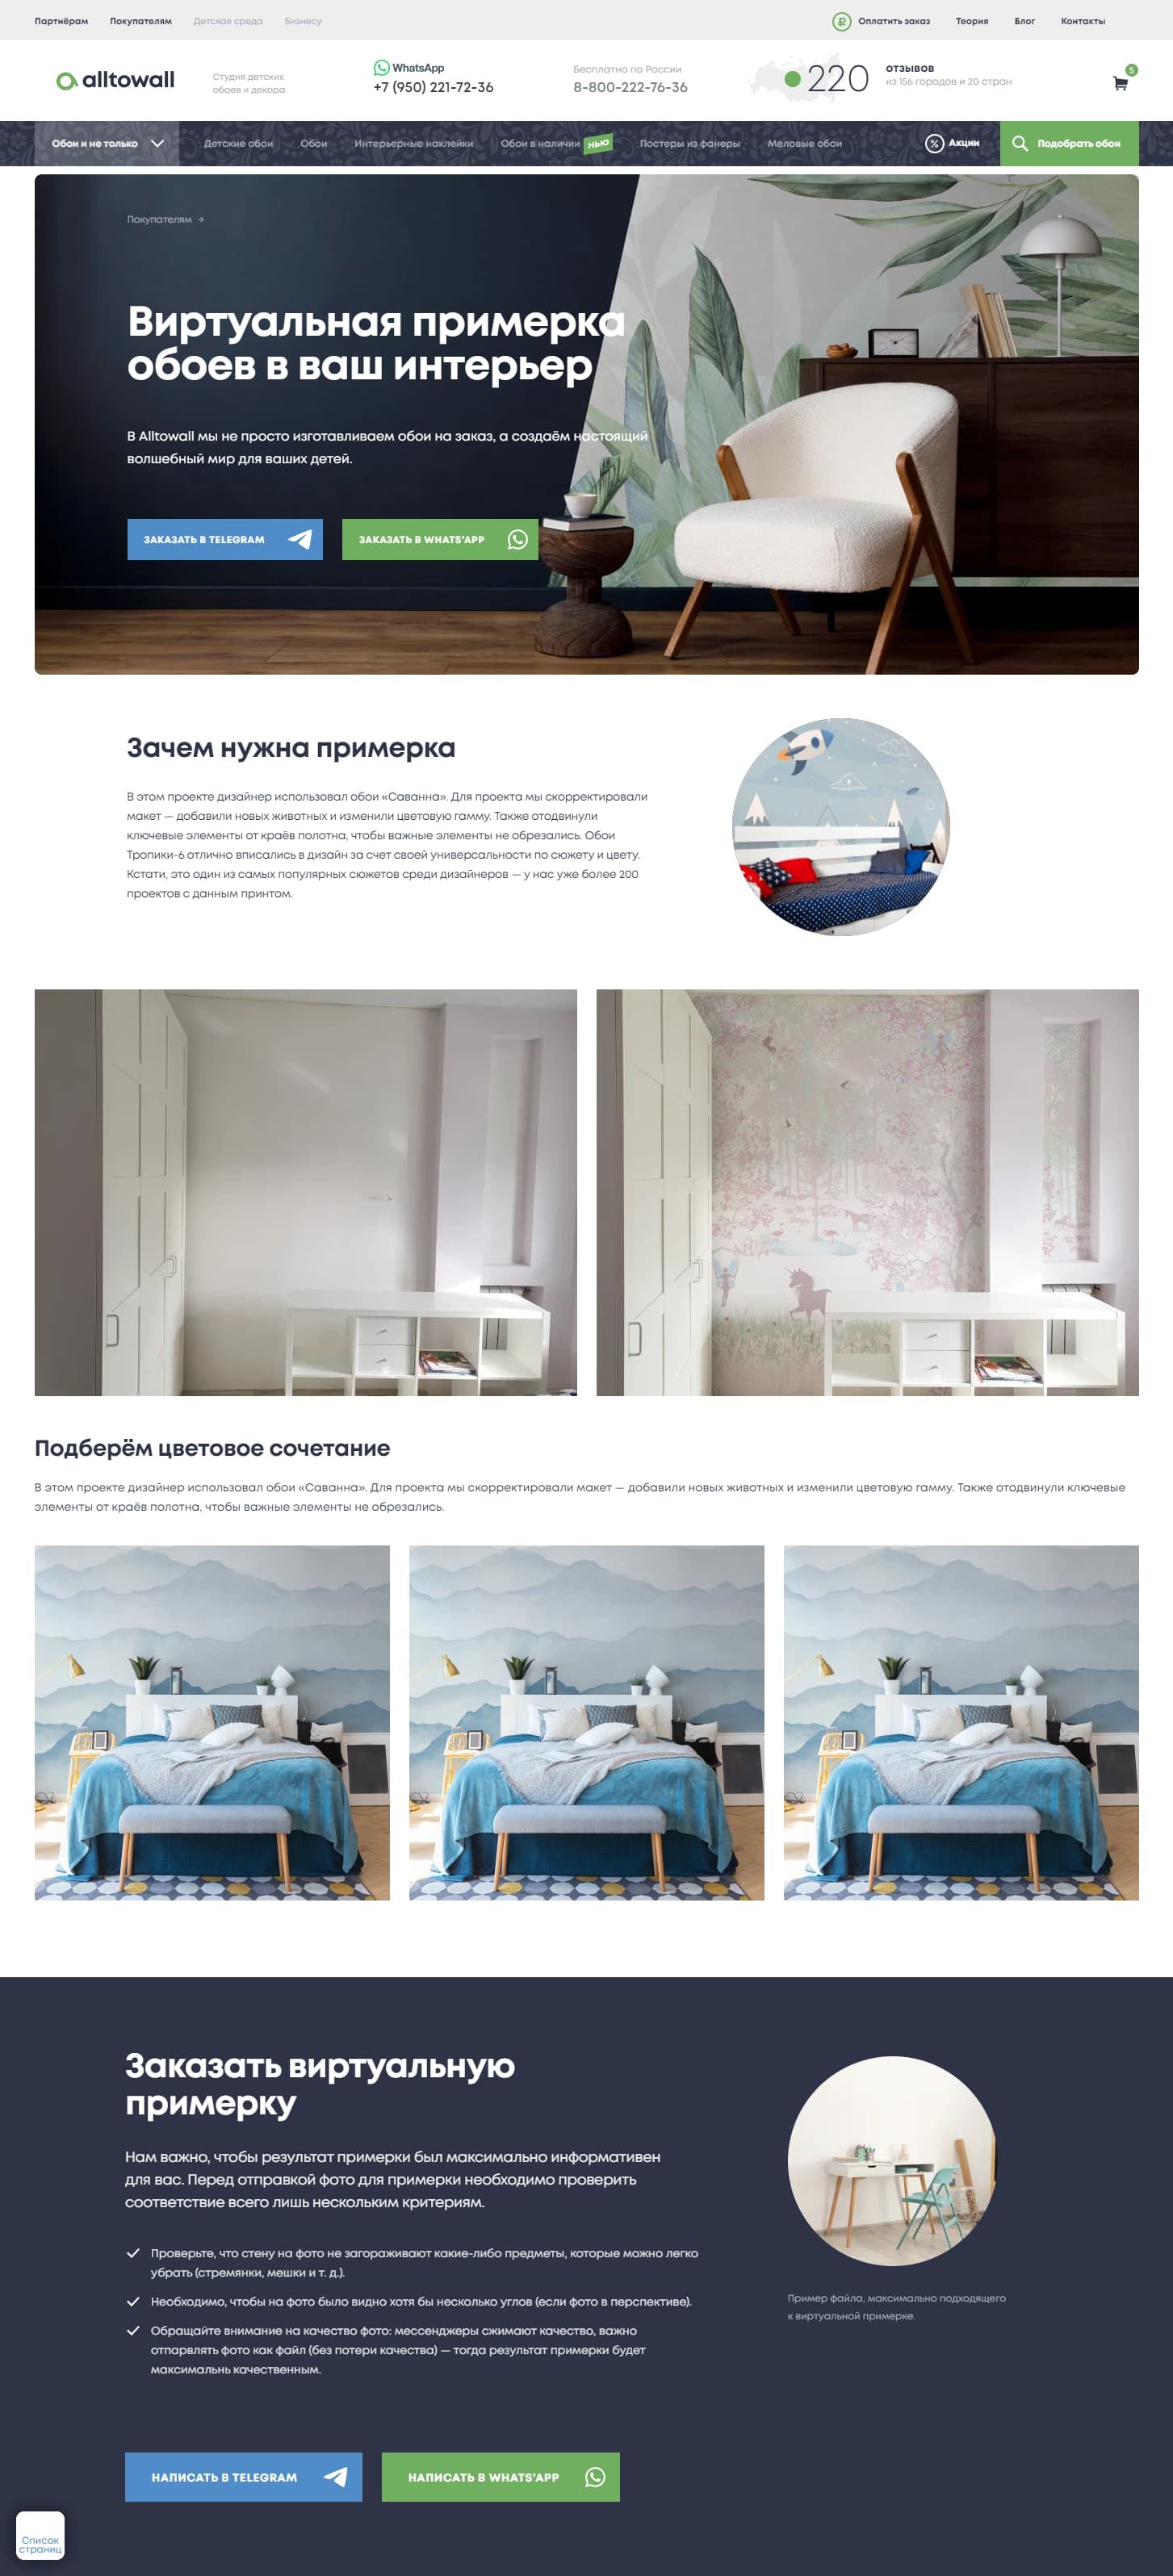 Партнёрам Покупателям Детская среда Бизнесу Оплатить заказ Теория Блог Контакты
alltowall
Студия детских
обоев и декора
WhatsApp
+7 (950) 221-72-36
Бесплатно по России
8-800-222-76-36
220
ОТЗЫВОВ
из 156 городов и 20 стран
5
Обои и не только Детские обои Обои Интерьерные наклейки Обои в наличии НЬЮ Постеры из фанеры Меловые обои % Акции Подобрать обои
Покупателям →
Виртуальная примерка
обоев в ваш интерьер
В Alltowall мы не просто изготавливаем обои на заказ, а создаём настоящий
волшебный мир для ваших детей.
ЗАКАЗАТЬ В TELEGRAM ЗАКАЗАТЬ В WHATS'APP
Зачем нужна примерка
В этом проекте дизайнер использовал обои «Саванна». Для проекта мы скорректировали
макет — добавили новых животных и изменили цветовую гамму. Также отодвинули
ключевые элементы от краёв полотна, чтобы важные элементы не обрезались. Обои
Тропики-6 отлично вписались в дизайн за счет своей универсальности по сюжету и цвету.
Кстати, это один из самых популярных сюжетов среди дизайнеров — у нас уже более 200
проектов с данным принтом.
Подберём цветовое сочетание
В этом проекте дизайнер использовал обои «Саванна». Для проекта мы скорректировали макет — добавили новых животных и изменили цветовую гамму. Также отодвинули ключевые
элементы от краёв полотна, чтобы важные элементы не обрезались.
Заказать виртуальную
примерку
Нам важно, чтобы результат примерки был максимально информативен
для вас. Перед отправкой фото для примерки необходимо проверить
соответствие всего лишь нескольким критериям.
Проверьте, что стену на фото не загораживают какие-либо предметы, которые можно легко
убрать (стремянки, мешки и т. д.).
Необходимо, чтобы на фото было видно хотя бы несколько углов (если фото в перспективе).
Обращайте внимание на качество фото: мессенджеры сжимают качество, важно
отпарвлять фото как файл (без потери качества) — тогда результат примерки будет
максимальнь качественным.
Пример файла, максимально подходящего
к виртуальной примерке.
НАПИСАТЬ В TELEGRAM НАПИСАТЬ В WHATS'APP
Список
страниц